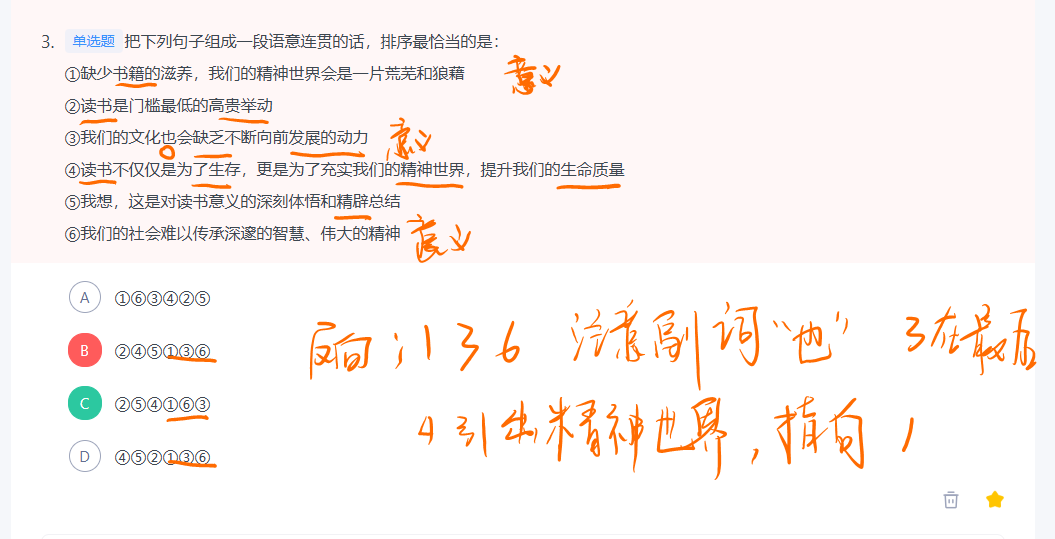 3. 单选题 把下列句子组成一段语意连贯的话，排序最恰当的是：
①缺少书籍的滋养，我们的精神世界会是一片荒芜和狼藉 意义
②读书是门槛最低的高贵举动
③我们的文化也会缺乏不断向前发展的动力 意义
④读书不仅仅是为了生存，更是为了充实我们的精神世界，提升我们的生命质量
⑤我想，这是对读书意义的深刻体悟和精辟总结
⑥我们的社会难以传承深邃的智慧、伟大的精神 意义
A ①⑥③④②⑤
B ②④⑤①③⑥
C ②⑤④①⑥③
D ④⑤②①③⑥
反向：136 注意副词“也” 3在最后
4引出精神世界，指向1